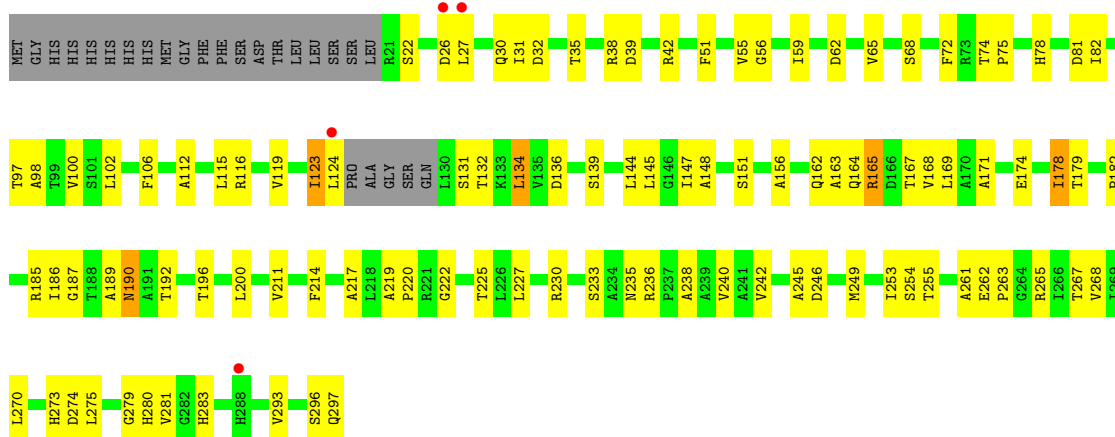 MET GLY HIS HIS HIS HIS HIS HIS MET GLY PHE PHE SER ASP THR LEU LEU SER SER LEU R21 S22 D26 L27 Q30 I31 D32 T35 R38 D39 R42 F51 V55 G56 I59 D62 V65 S68 F72 R73 T74 P75 H78 D81 I82
T97 A98 T99 V100 S101 L102 F106 A112 L115 R116 V119 I123 L124 PRO ALA GLY SER GLN L130 S131 T132 K133 L134 V135 D136 S139 L144 L145 G146 I147 A148 S151 A156 Q162 A163 Q164 R165 D166 T167 V168 L169 A170 A171 E174 I178 T179
R185 I186 G187 T188 A189 N190 A191 T192 T196 L200 V211 F214 A217 L218 A219 P220 R221 G222 T225 L226 L227 R230 S233 A234 N235 R236 P237 A238 A239 V240 A241 V242 A245 D246 M249 I253 S254 T255 A261 E262 P263 G264 R265 I266 T267 V268
L270 H273 D274 L275 G279 H280 V281 G282 H283 H288 V293 S296 Q297